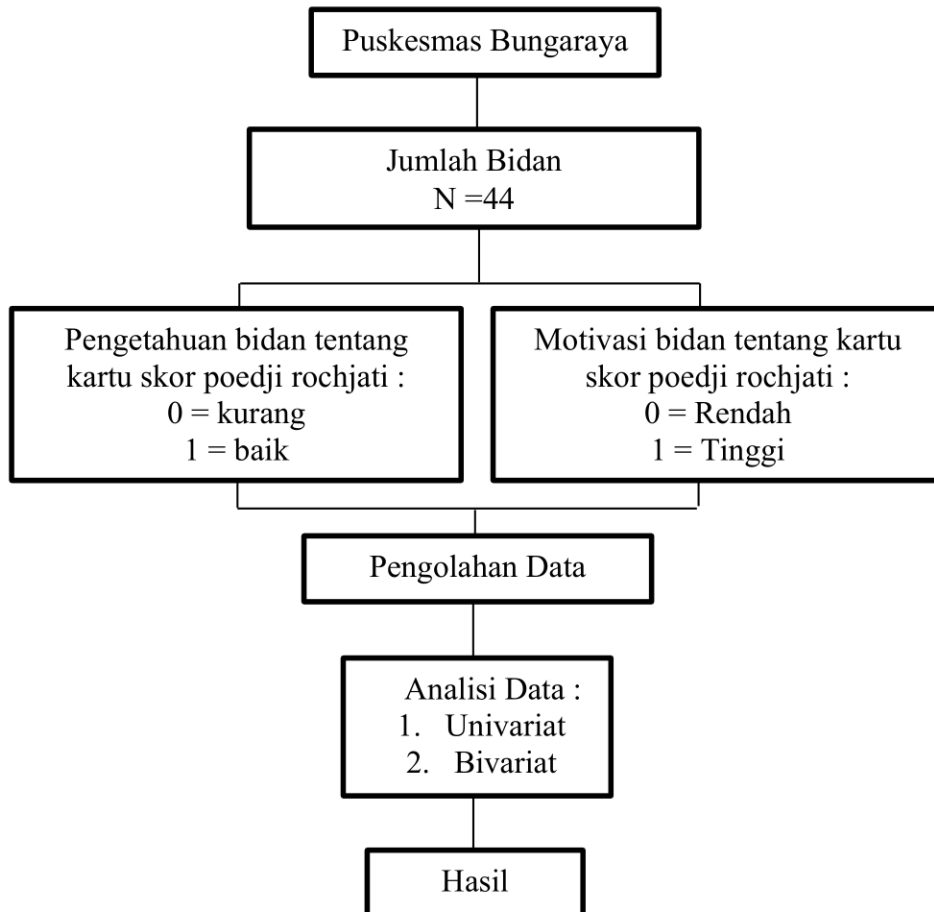 Puskesmas Bungaraya
Jumlah Bidan
N =44
Pengetahuan bidan tentang
kartu skor poedji rochjati :
0 = kurang
1 = baik
Motivasi bidan tentang kartu
skor poedji rochjati :
0 = Rendah
1 = Tinggi
Pengolahan Data
Analisi Data :
1. Univariat
2. Bivariat
Hasil